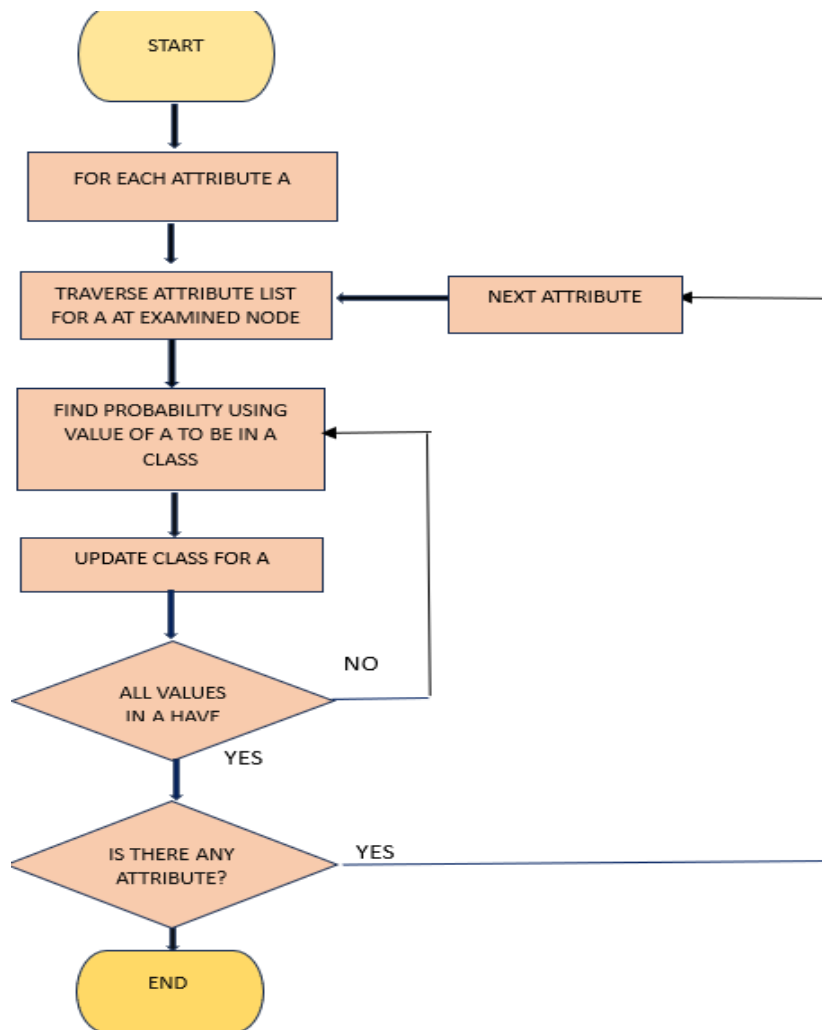 START
FOR EACH ATTRIBUTE A
TRAVERSE ATTRIBUTE LIST
FOR A AT EXAMINED NODE
NEXT ATTRIBUTE
FIND PROBABILITY USING
VALUE OF A TO BE IN A
CLASS
UPDATE CLASS FOR A
NO
ALL VALUES
IN A HAVE
YES
IS THERE ANY
ATTRIBUTE?
YES
END